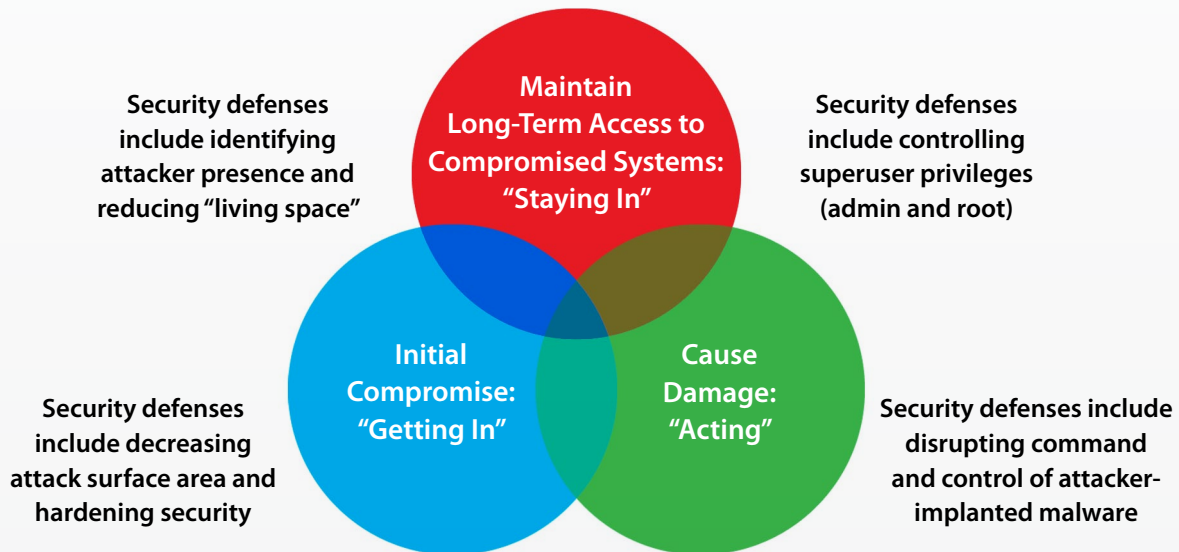 Maintain
Long-Term Access to
Compromised Systems:
“Staying In”
Security defenses
include identifying
attacker presence and
reducing “living space”
Security defenses
include controlling
superuser privileges
(admin and root)
Initial
Compromise:
“Getting In”
Cause
Damage:
“Acting”
Security defenses
include decreasing
attack surface area and
hardening security
Security defenses include
disrupting command
and control of attacker-
implanted malware